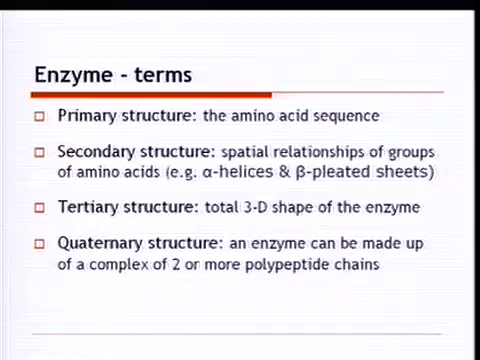 Enzyme - terms
Primary structure: the amino acid sequence
Secondary structure: spatial relationships of groups
of amino acids (e.g. α-helices & β-pleated sheets)
Tertiary structure: total 3-D shape of the enzyme
Quaternary structure: an enzyme can be made up
of a complex of 2 or more polypeptide chains